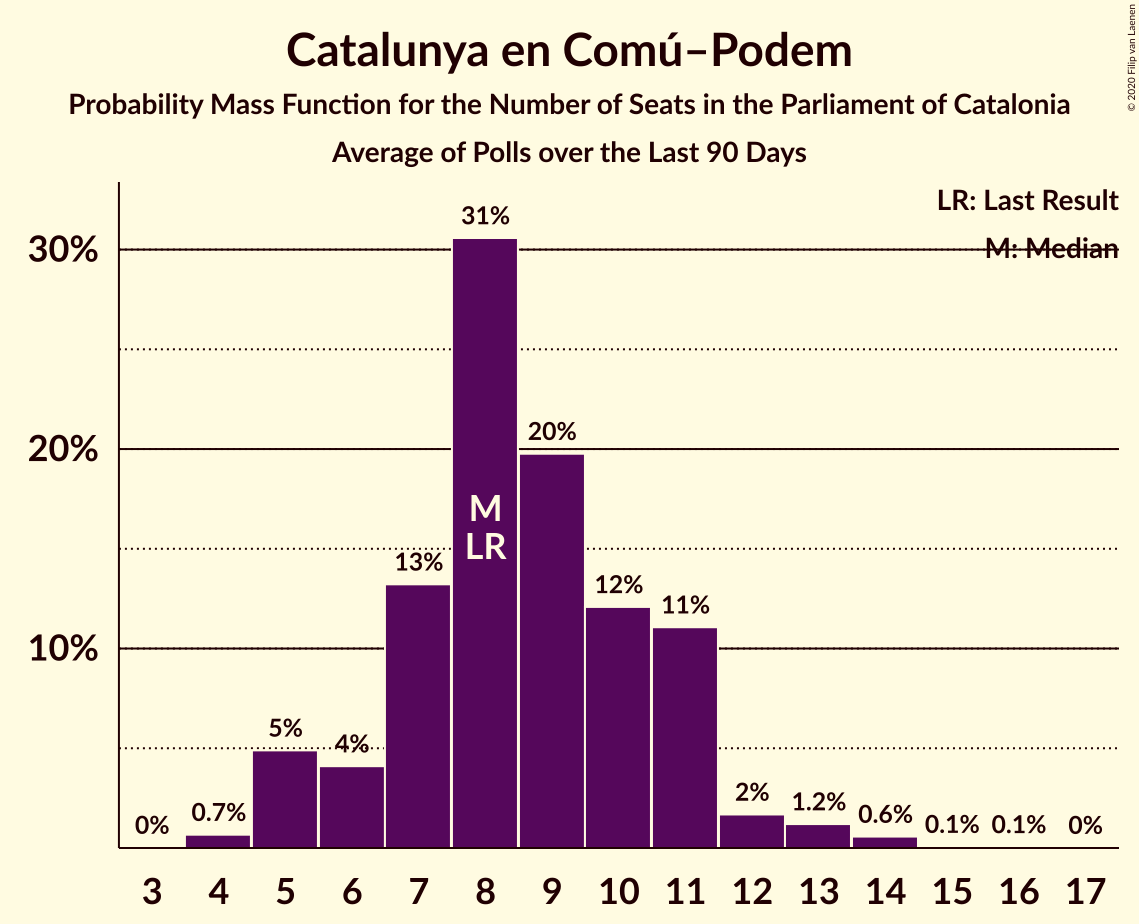 Catalunya en Comú–Podem
Probability Mass Function for the Number of Seats in the Parliament of Catalonia
Average of Polls over the Last 90 Days
© 2020 Filip van Laenen
LR: Last Result
M: Median
30%
20%
10%
0%
0.7%
5%
4%
13%
31%
20%
12%
11%
2%
1.2%
0.6%
0.1%
0.1%
0%
M
LR
3 4 5 6 7 8 9 10 11 12 13 14 15 16 17